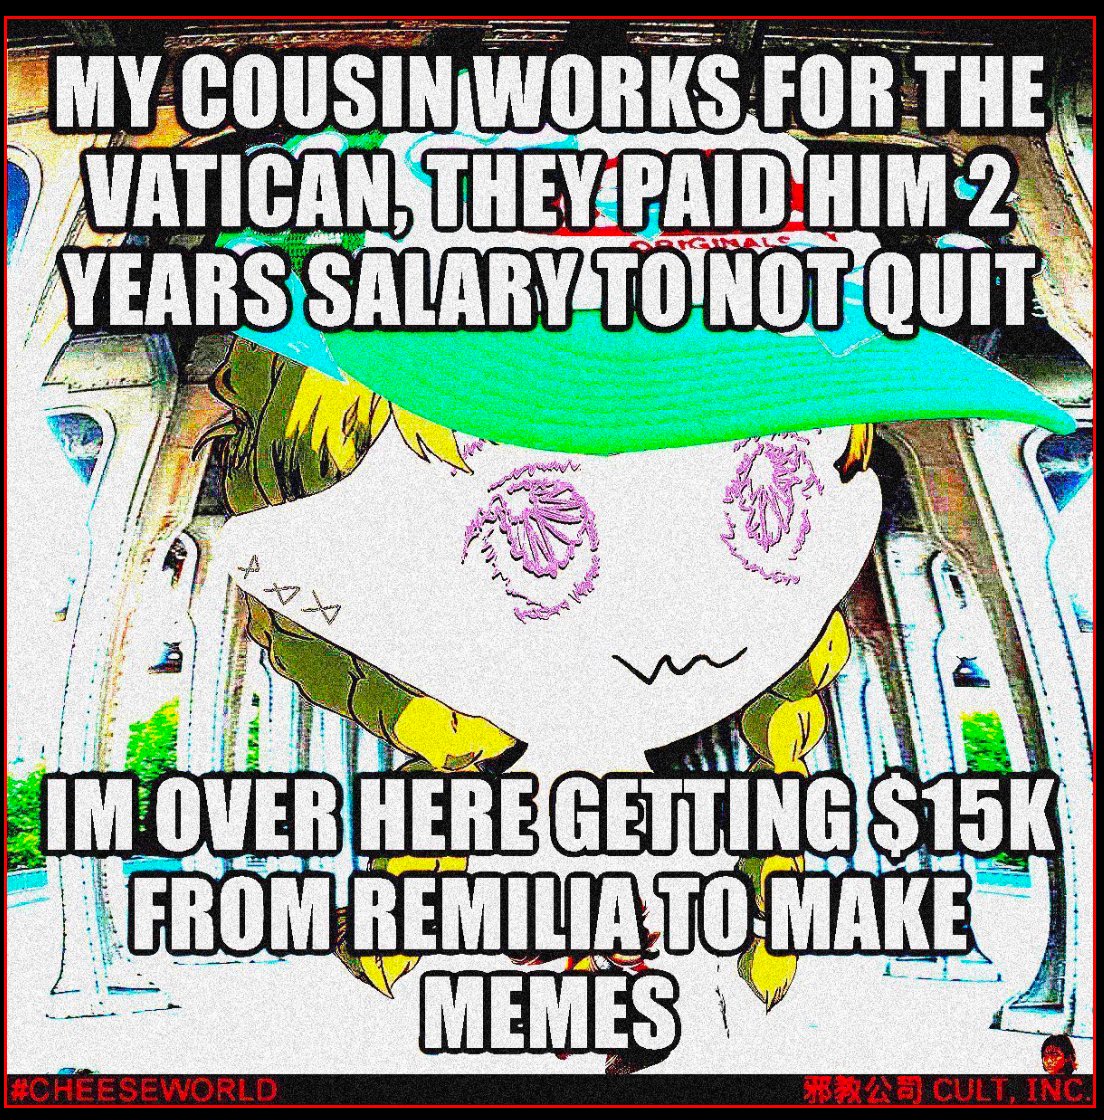 MY COUSIN WORKS FOR THE
VATICAN, THEY PAID HIM 2
YEARS SALARY TO NOT QUIT
ORIGINALS
IM OVER HERE GETTING $15K
FROM REMILIA TO MAKE
MEMES
#CHEESEWORLD
邪教公司 CULT, INC.